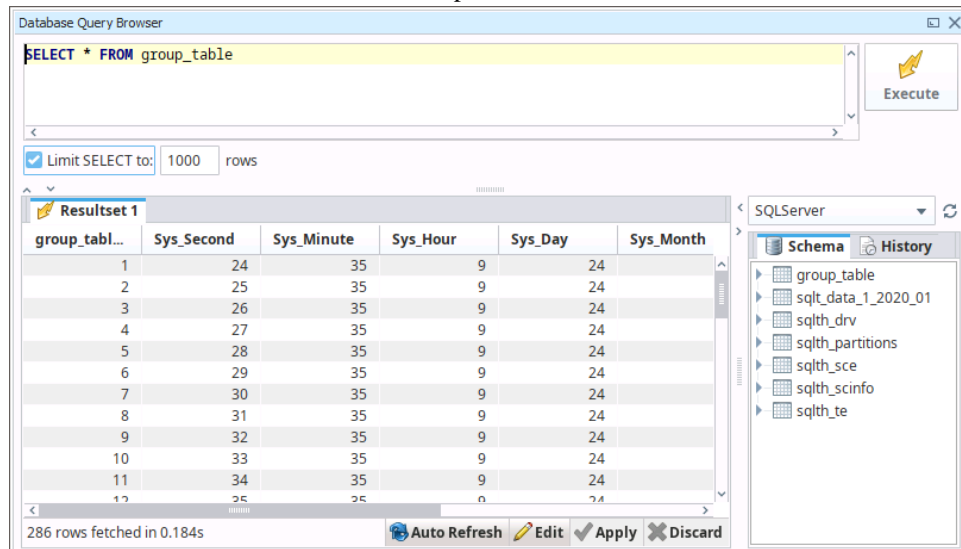 Database Query Browser
SELECT * FROM group_table
Execute
Limit SELECT to: 1000 rows
Resultset 1
group_tabl... Sys_Second Sys_Minute Sys_Hour Sys_Day Sys_Month
1 24 35 9 24
2 25 35 9 24
3 26 35 9 24
4 27 35 9 24
5 28 35 9 24
6 29 35 9 24
7 30 35 9 24
8 31 35 9 24
9 32 35 9 24
10 33 35 9 24
11 34 35 9 24
12 35 35 9 24
286 rows fetched in 0.184s
Auto Refresh Edit Apply Discard
SQLServer
Schema History
group_table
sqlt_data_1_2020_01
sqlth_drv
sqlth_partitions
sqlth_sce
sqlth_scinfo
sqlth_te